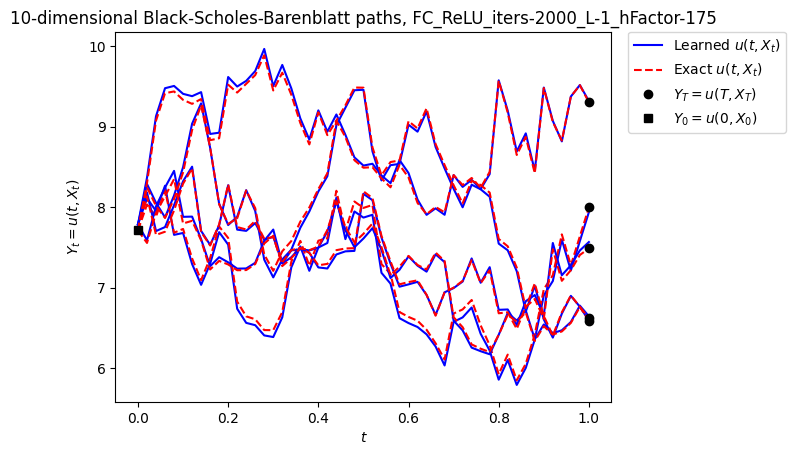 10-dimensional Black-Scholes-Barenblatt paths, FC_ReLU_iters-2000_L-1_hFactor-175
Learned u(t, X_t)
Exact u(t, X_t)
Y_T = u(T, X_T)
Y_0 = u(0, X_0)
Y_t = u(t, X_t)
10
9
8
7
6
0.0 0.2 0.4 0.6 0.8 1.0
t